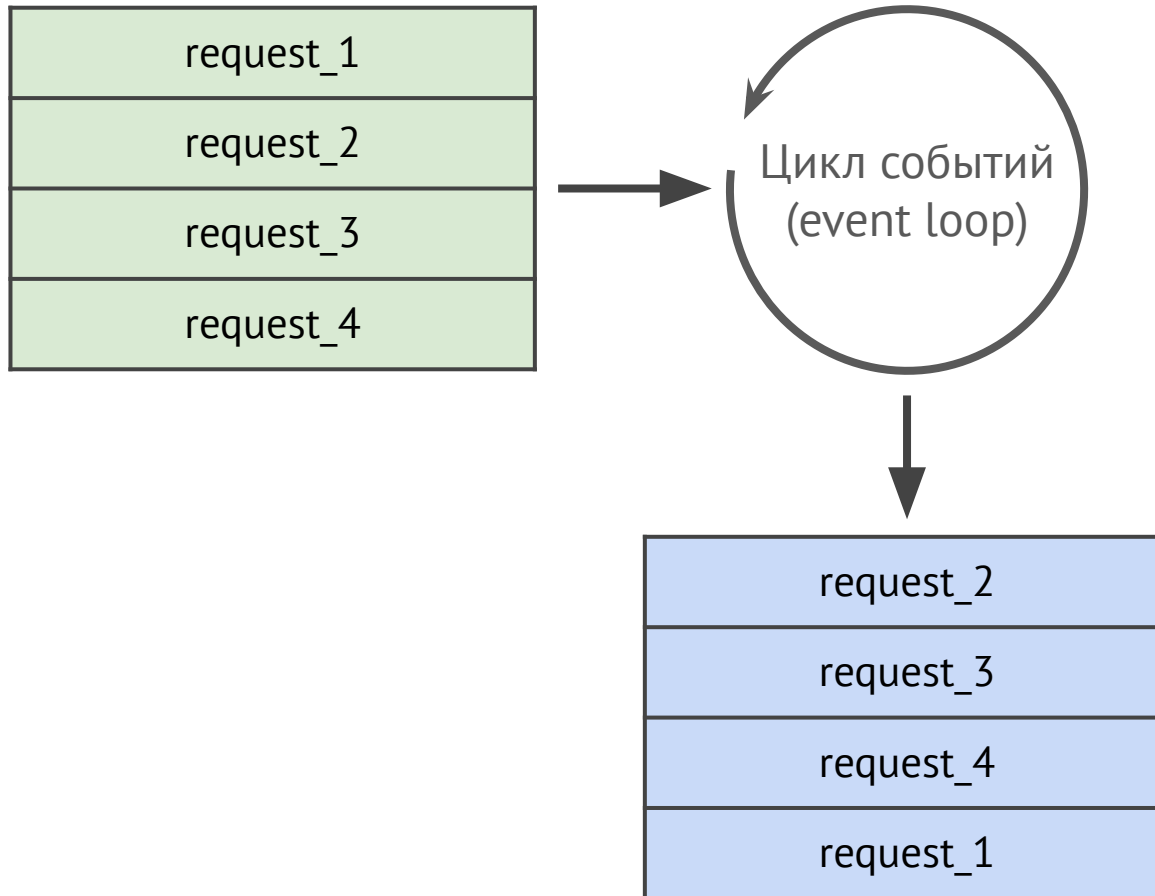 request_1
request_2
request_3
request_4
Цикл событий
(event loop)
request_2
request_3
request_4
request_1